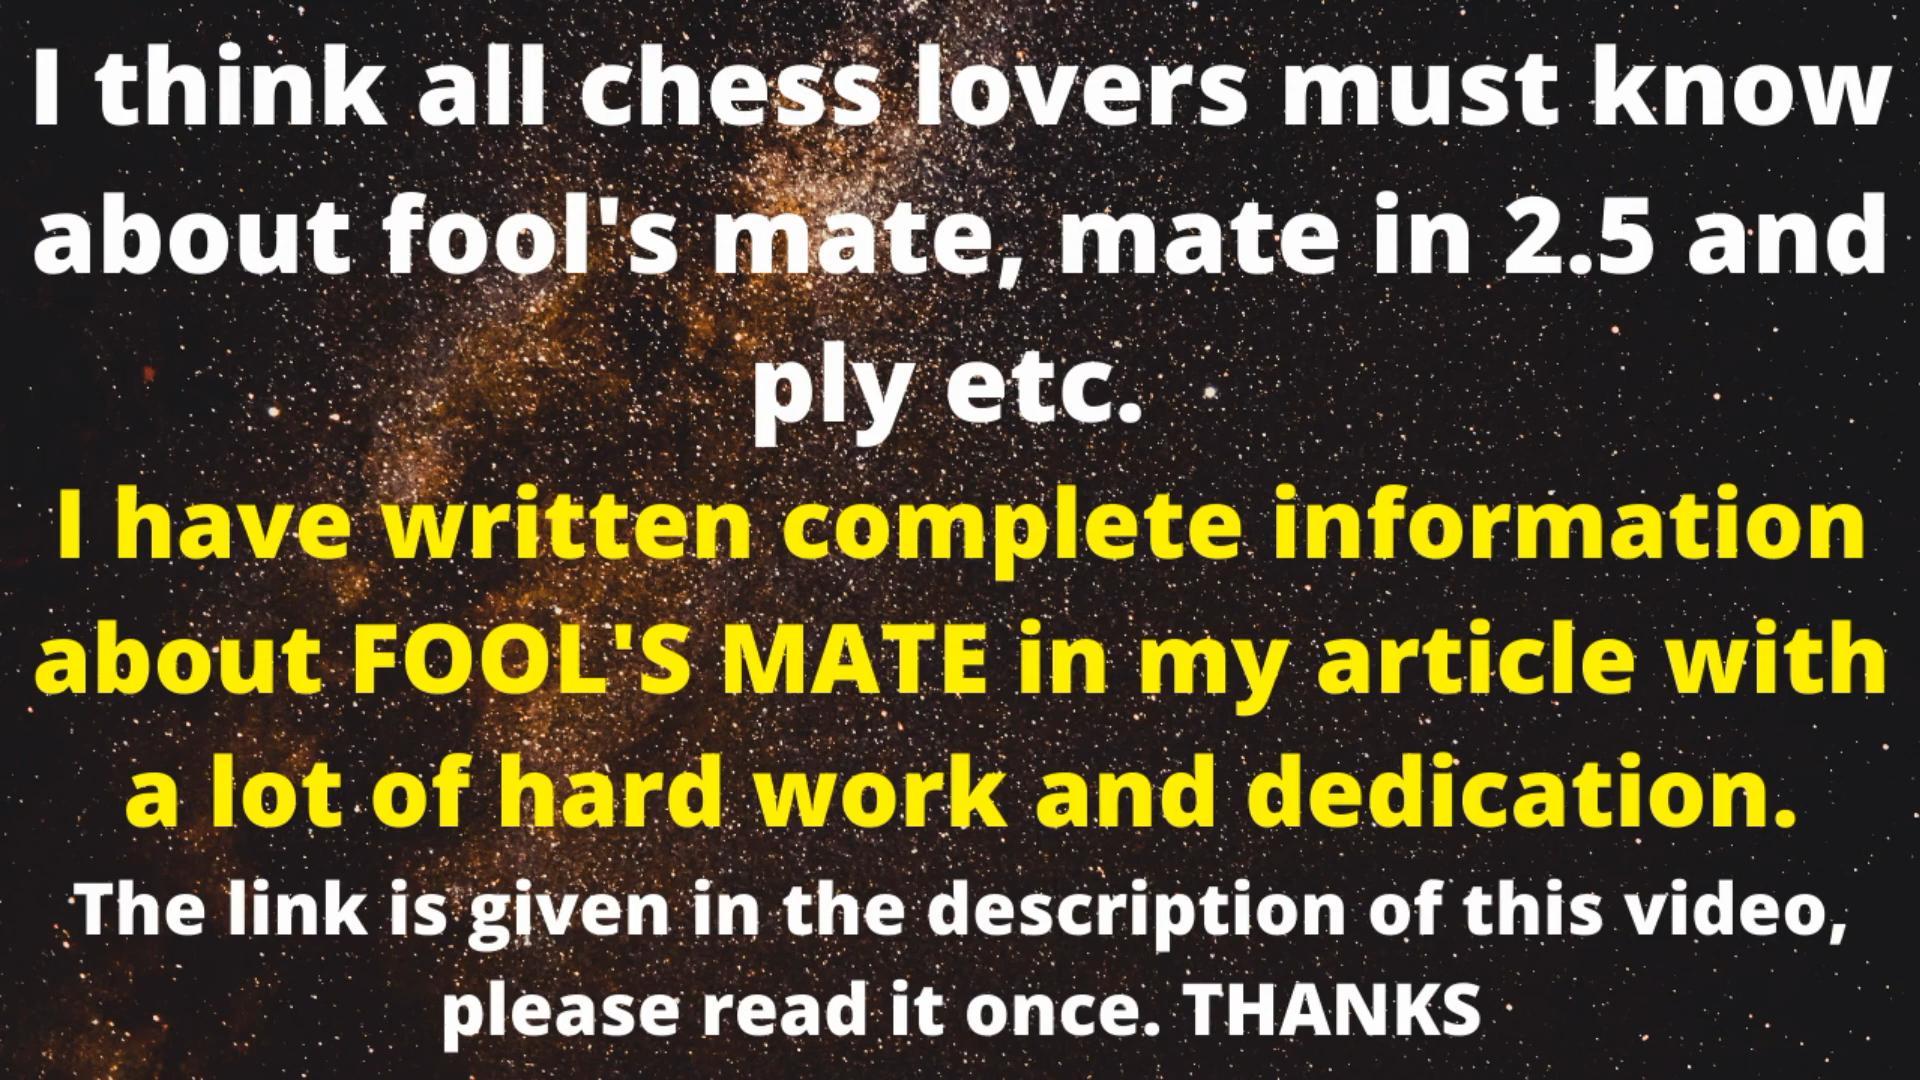 I think all chess lovers must know
about fool's mate, mate in 2.5 and
ply etc.
I have written complete information
about FOOL'S MATE in my article with
a lot of hard work and dedication.
The link is given in the description of this video,
please read it once. THANKS